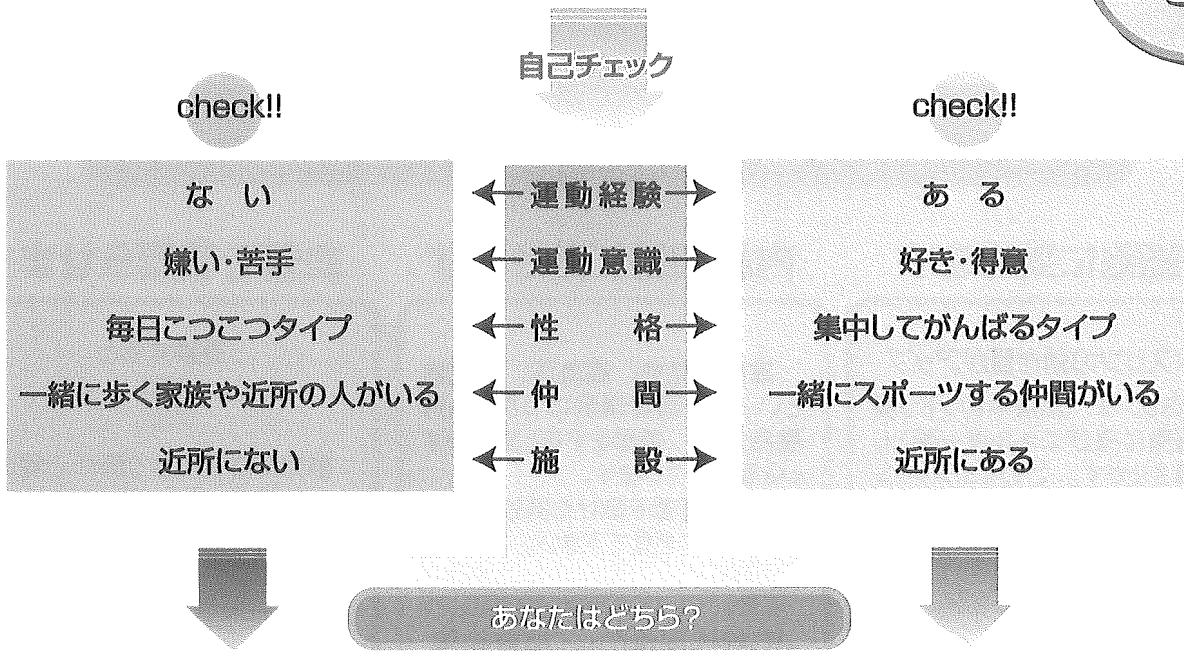 自己チェック
check!!
check!!
な い ← 運動経験 → あ る
嫌い・苦手 ← 運動意識 → 好き・得意
毎日こつこつタイプ ← 性 格 → 集中してがんばるタイプ
一緒に歩く家族や近所の人がいる ← 仲 間 → 一緒にスポーツする仲間がいる
近所にない ← 施 設 → 近所にある
あなたはどちら?